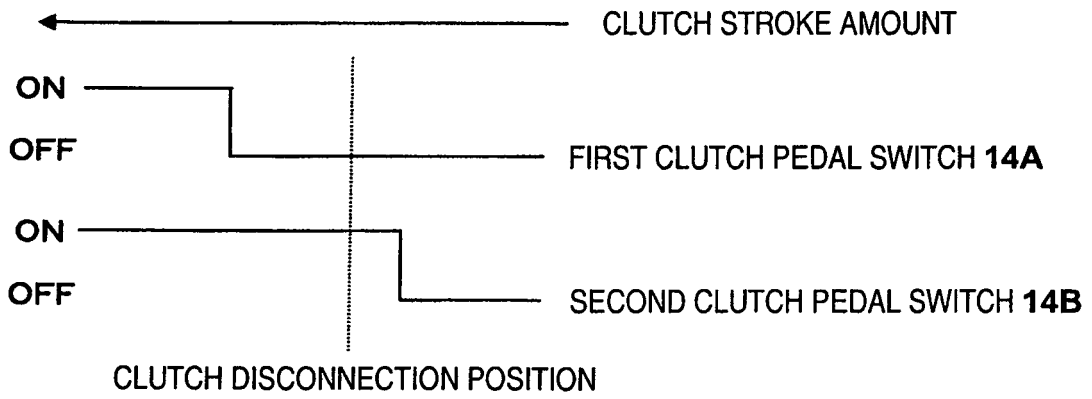 CLUTCH STROKE AMOUNT
ON
OFF
FIRST CLUTCH PEDAL SWITCH 14A
ON
OFF
SECOND CLUTCH PEDAL SWITCH 14B
CLUTCH DISCONNECTION POSITION